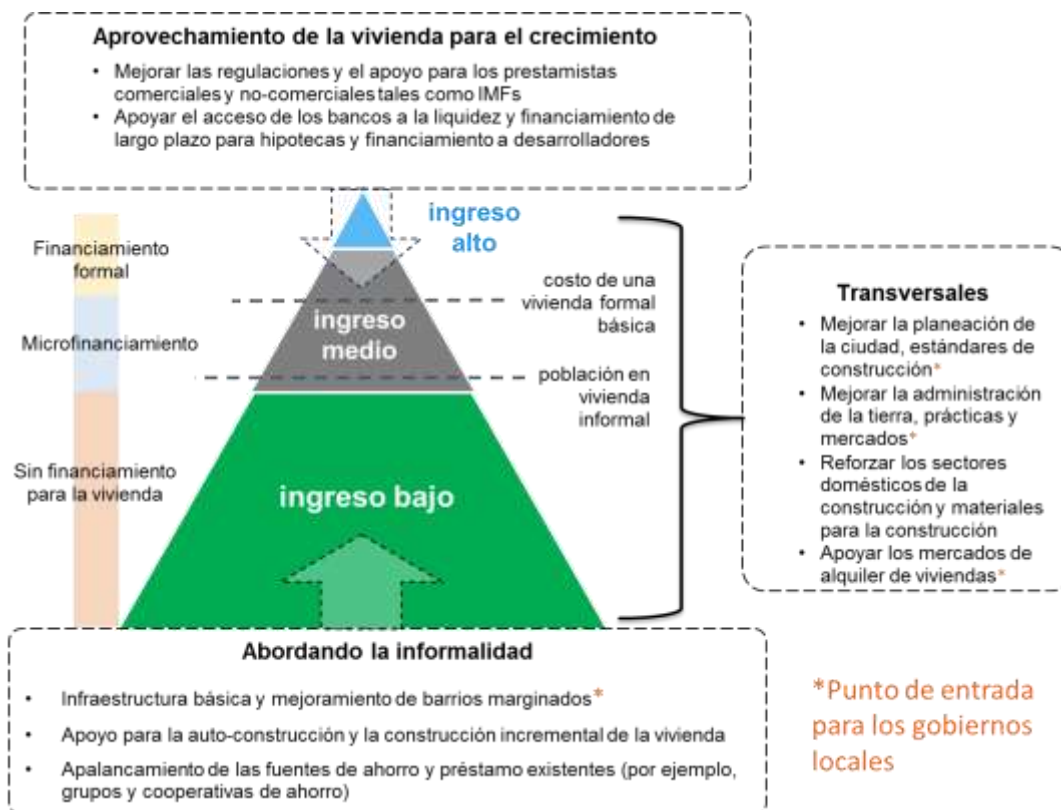 Aprovechamiento de la vivienda para el crecimiento
• Mejorar las regulaciones y el apoyo para los prestamistas
comerciales y no-comerciales tales como IMFs
• Apoyar el acceso de los bancos a la liquidez y financiamiento de
largo plazo para hipotecas y financiamiento a desarrolladores
Financiamiento
formal
Microfinanciamiento
Sin financiamiento
para la vivienda
ingreso
alto
ingreso
medio
ingreso bajo
costo de una
vivienda formal
básica
población en
vivienda
informal
Transversales
• Mejorar la planeación de
la ciudad, estándares de
construcción*
• Mejorar la administración
de la tierra, prácticas y
mercados*
• Reforzar los sectores
domésticos de la
construcción y materiales
para la construcción
• Apoyar los mercados de
alquiler de viviendas*
Abordando la informalidad
• Infraestructura básica y mejoramiento de barrios marginados*
• Apoyo para la auto-construcción y la construcción incremental de la vivienda
• Apalancamiento de las fuentes de ahorro y préstamo existentes (por ejemplo,
grupos y cooperativas de ahorro)
*Punto de entrada
para los gobiernos
locales